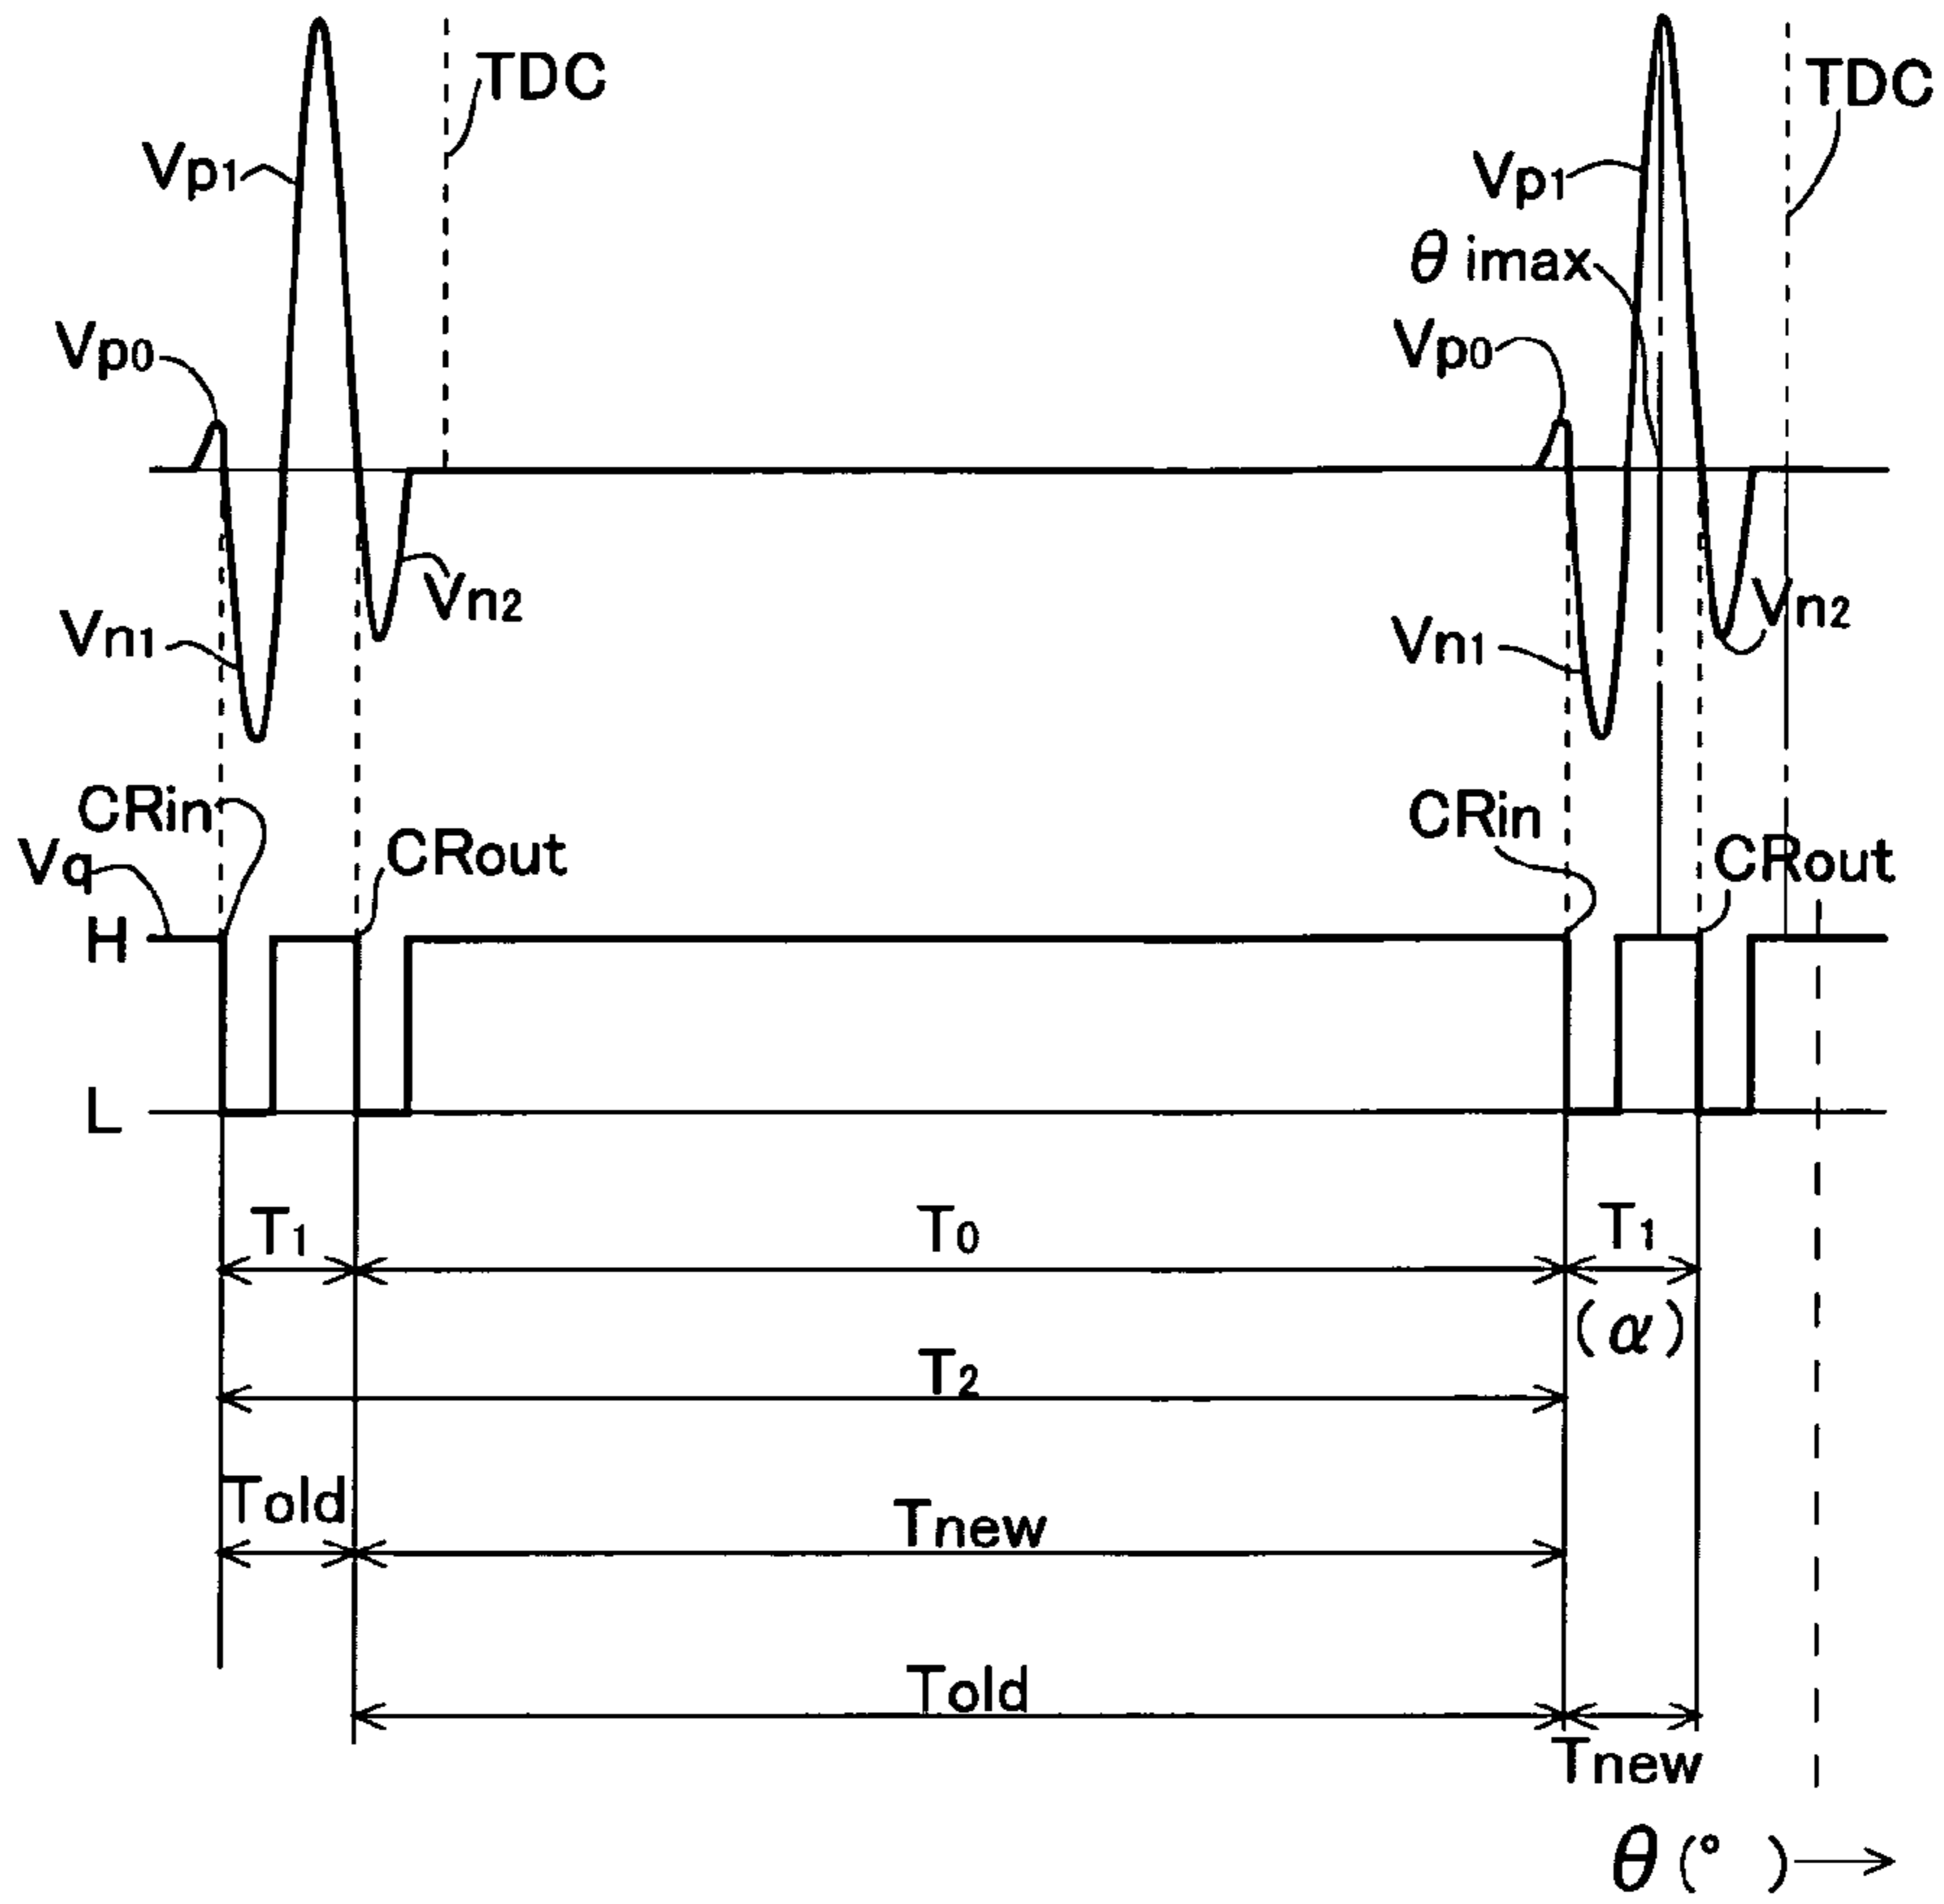 TDC
TDC
Vp1
Vp1
θ imax
Vp0
Vp0
Vn2
Vn2
Vn1
Vn1
CRin
CRin
CRout
CRout
Vq
H
L
T1
T0
T1
(α)
T2
Told
Tnew
Told
Tnew
θ(° )